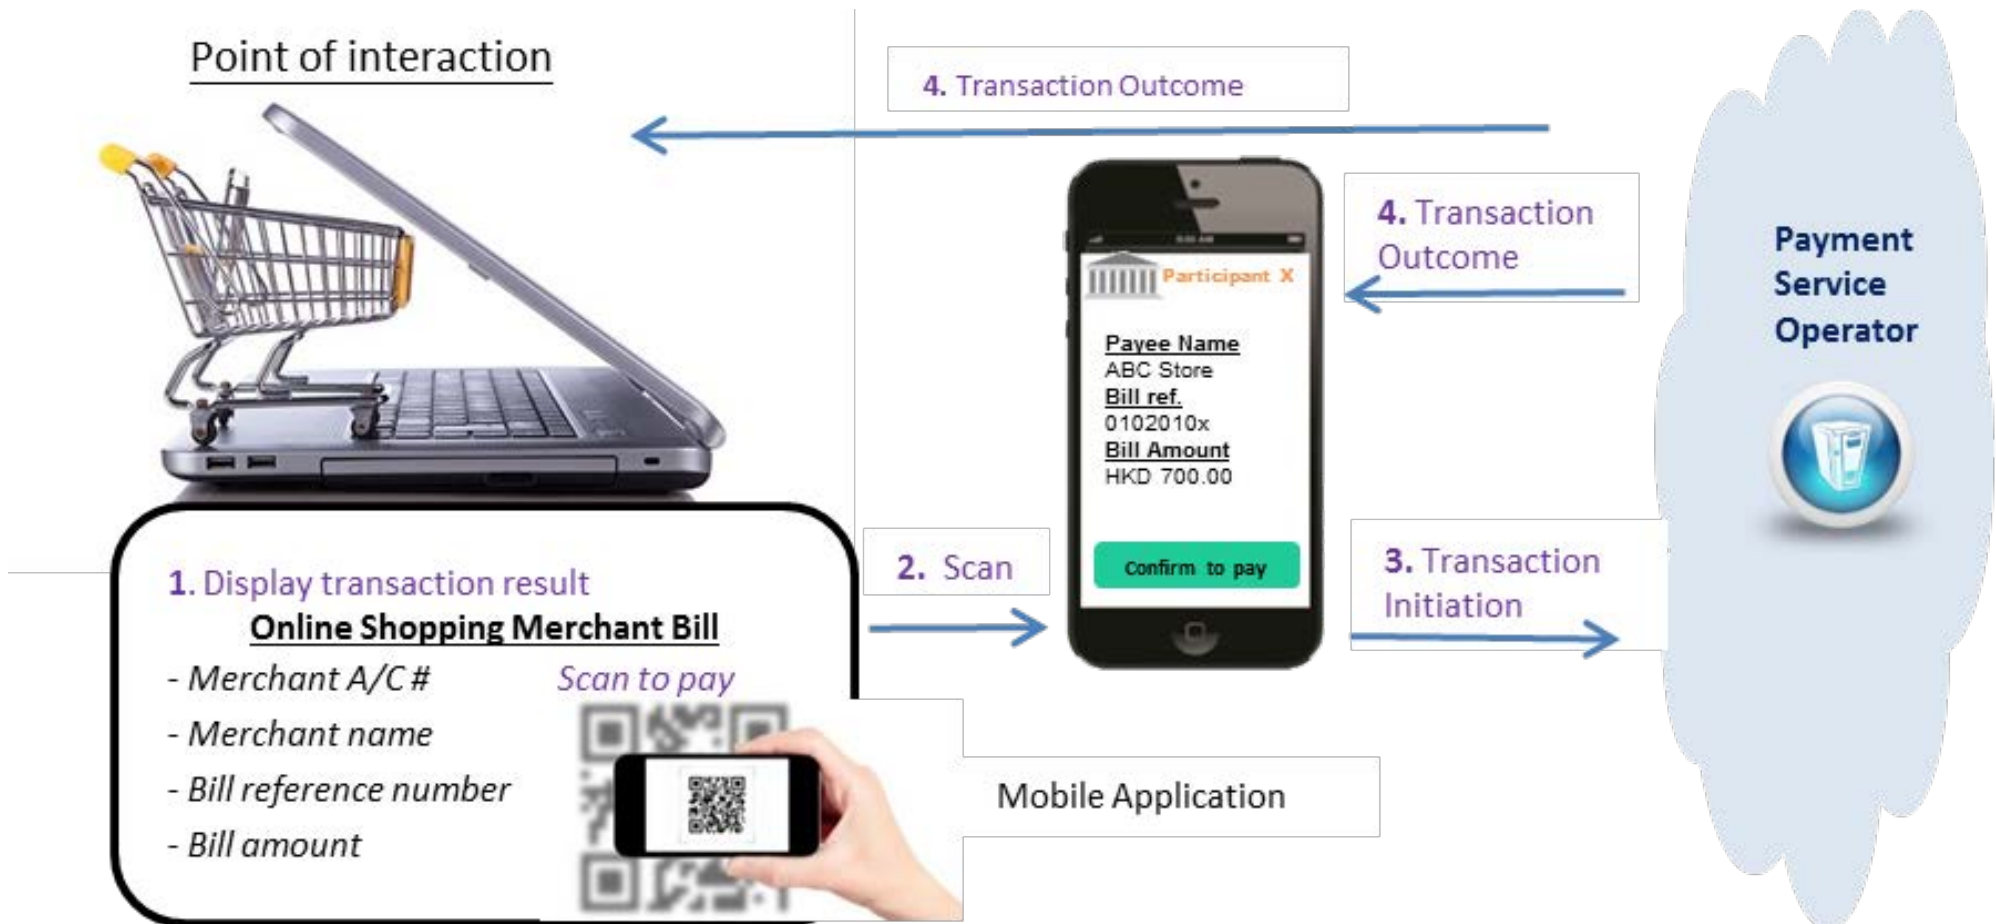 Point of interaction
4. Transaction Outcome
4. Transaction
Outcome
Participant X
Payee Name
ABC Store
Bill ref.
0102010x
Bill Amount
HKD 700.00
Confirm to pay
Payment
Service
Operator
1. Display transaction result
Online Shopping Merchant Bill
- Merchant A/C #
- Merchant name
- Bill reference number
- Bill amount
Scan to pay
2. Scan
3. Transaction
Initiation
Mobile Application